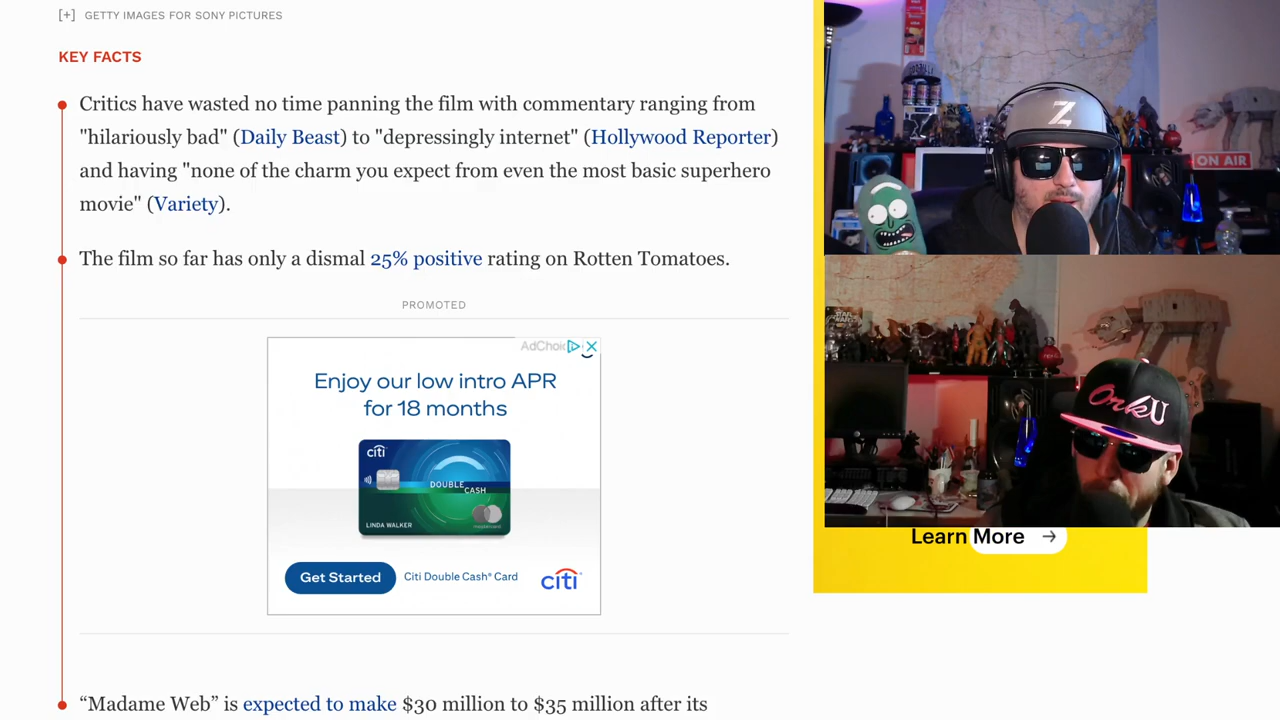 [+] GETTY IMAGES FOR SONY PICTURES
KEY FACTS
Critics have wasted no time panning the film with commentary ranging from
"hilariously bad" (Daily Beast) to "depressingly internet" (Hollywood Reporter)
and having "none of the charm you expect from even the most basic superhero
movie" (Variety).
The film so far has only a dismal 25% positive rating on Rotten Tomatoes.
PROMOTED
Enjoy our low intro APR
for 18 months
citi
DOUBLE
CASH
LINDA WALKER
mastercard
Get Started
Citi Double Cash® Card
citi
“Madame Web” is expected to make $30 million to $35 million after its
Z
ON AIR
STAR
WARS
OrkU
Learn More →